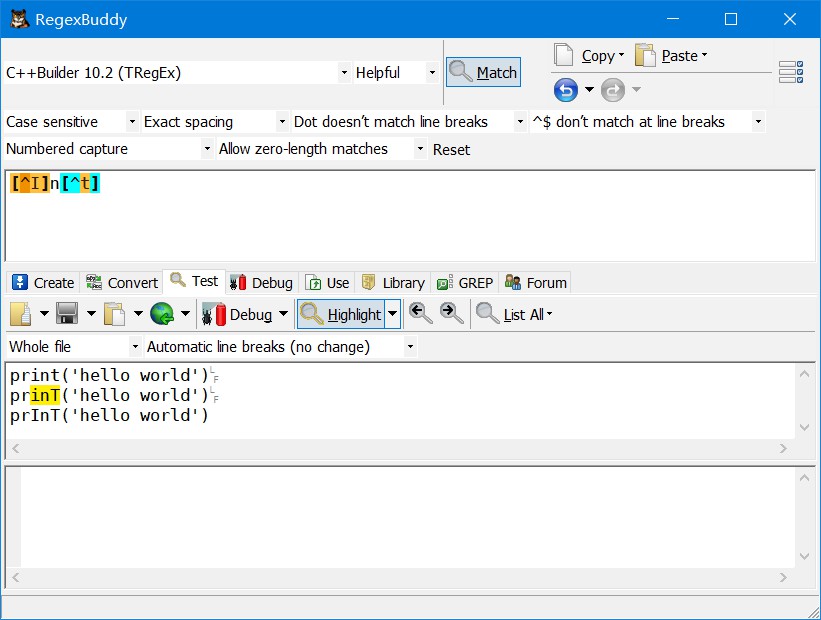 RegexBuddy
C++Builder 10.2 (TRegEx) Helpful Match Copy Paste
Case sensitive Exact spacing Dot doesn't match line breaks ^$ don't match at line breaks
Numbered capture Allow zero-length matches Reset
[^I]n[^t]
Create Convert Test Debug Use Library GREP Forum
Debug Highlight List All
Whole file Automatic line breaks (no change)
print('hello world')LF
prinT('hello world')LF
prInT('hello world')